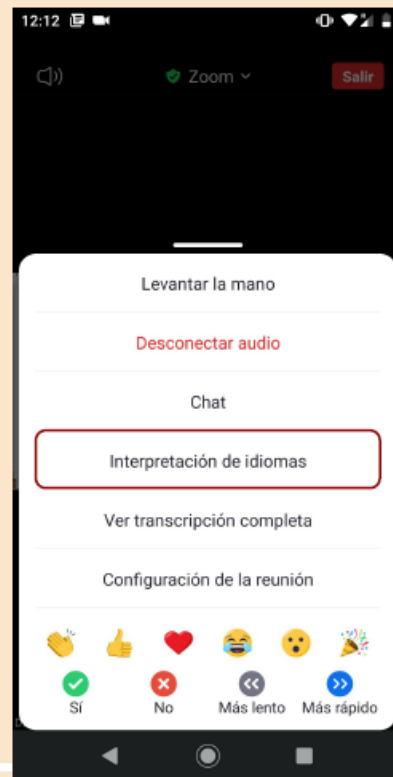 12:12
Zoom
Salir
Levantar la mano
Desconectar audio
Chat
Interpretación de idiomas
Ver transcripción completa
Configuración de la reunión
Sí No Más lento Más rápido